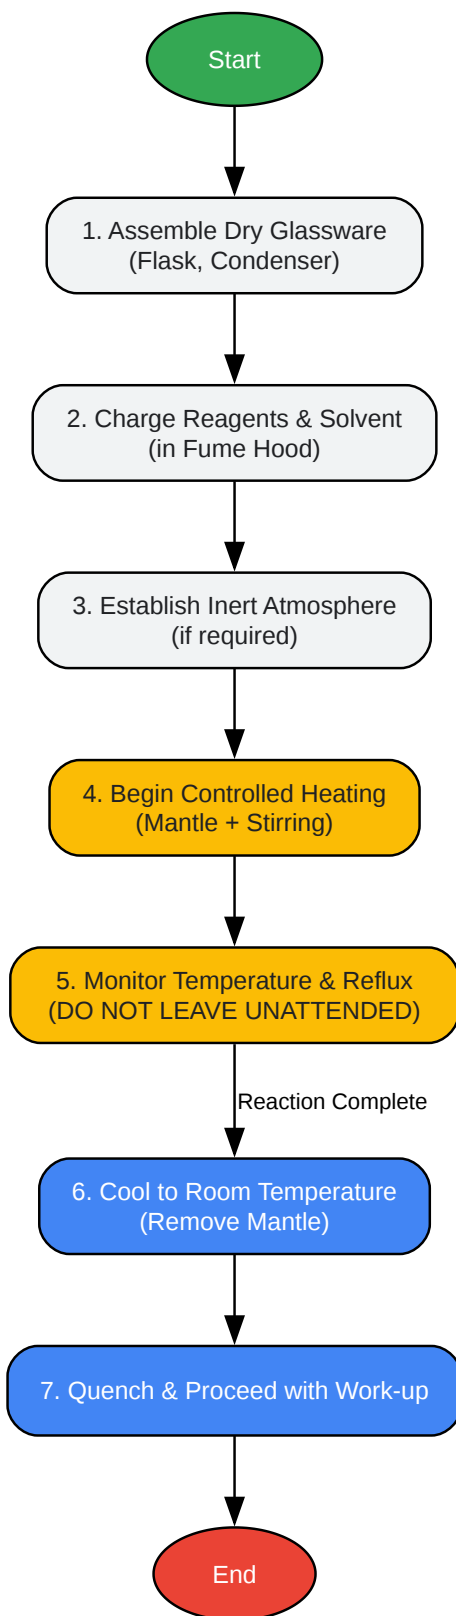 Start
1. Assemble Dry Glassware
(Flask, Condenser)
2. Charge Reagents & Solvent
(in Fume Hood)
3. Establish Inert Atmosphere
(if required)
4. Begin Controlled Heating
(Mantle + Stirring)
5. Monitor Temperature & Reflux
(DO NOT LEAVE UNATTENDED)
Reaction Complete
6. Cool to Room Temperature
(Remove Mantle)
7. Quench & Proceed with Work-up
End